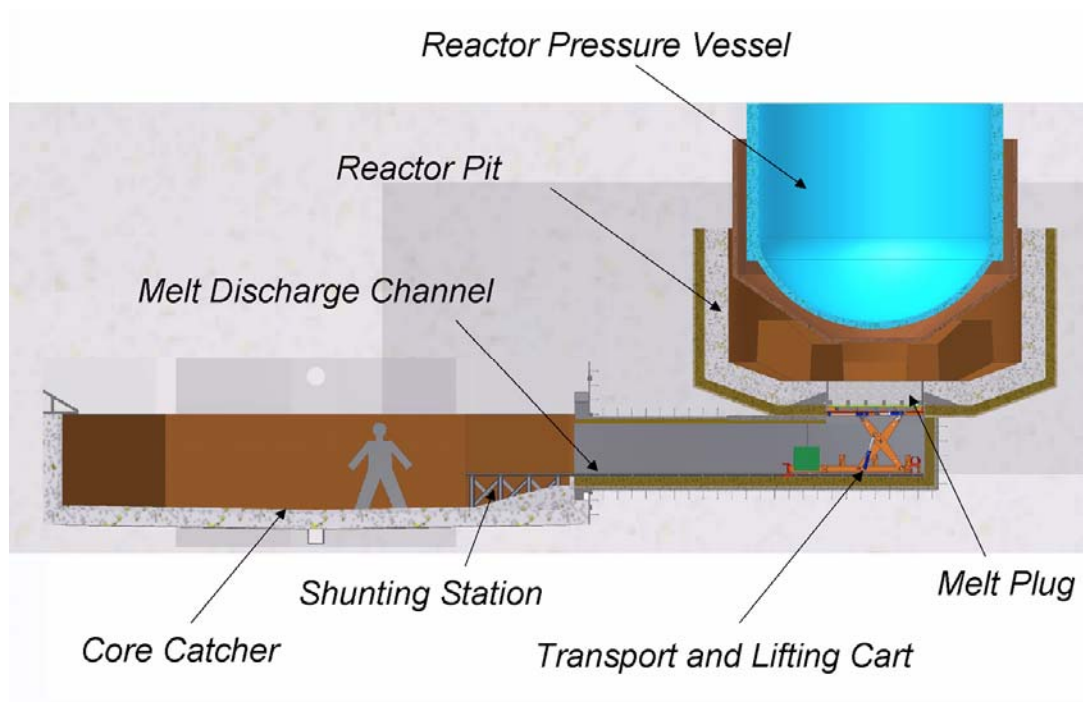 Reactor Pressure Vessel
Reactor Pit
Melt Discharge Channel
Shunting Station
Melt Plug
Core Catcher
Transport and Lifting Cart